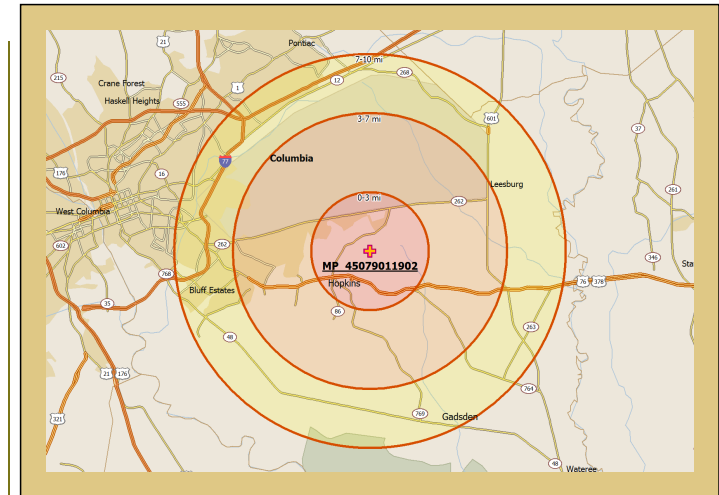 21
Pontiac
7-10 mi
215
Crane Forest
1
12
268
Haskell Heights
555
3-7 mi
601
37
77
Columbia
176
16
Leesburg
261
0-3 mi
262
West Columbia
602
262
346
MP 45079011902
Sta
768
Hopkins
76
378
Bluff Estates
35
86
263
48
21
176
764
321
769
Gadsden
48
Wateree